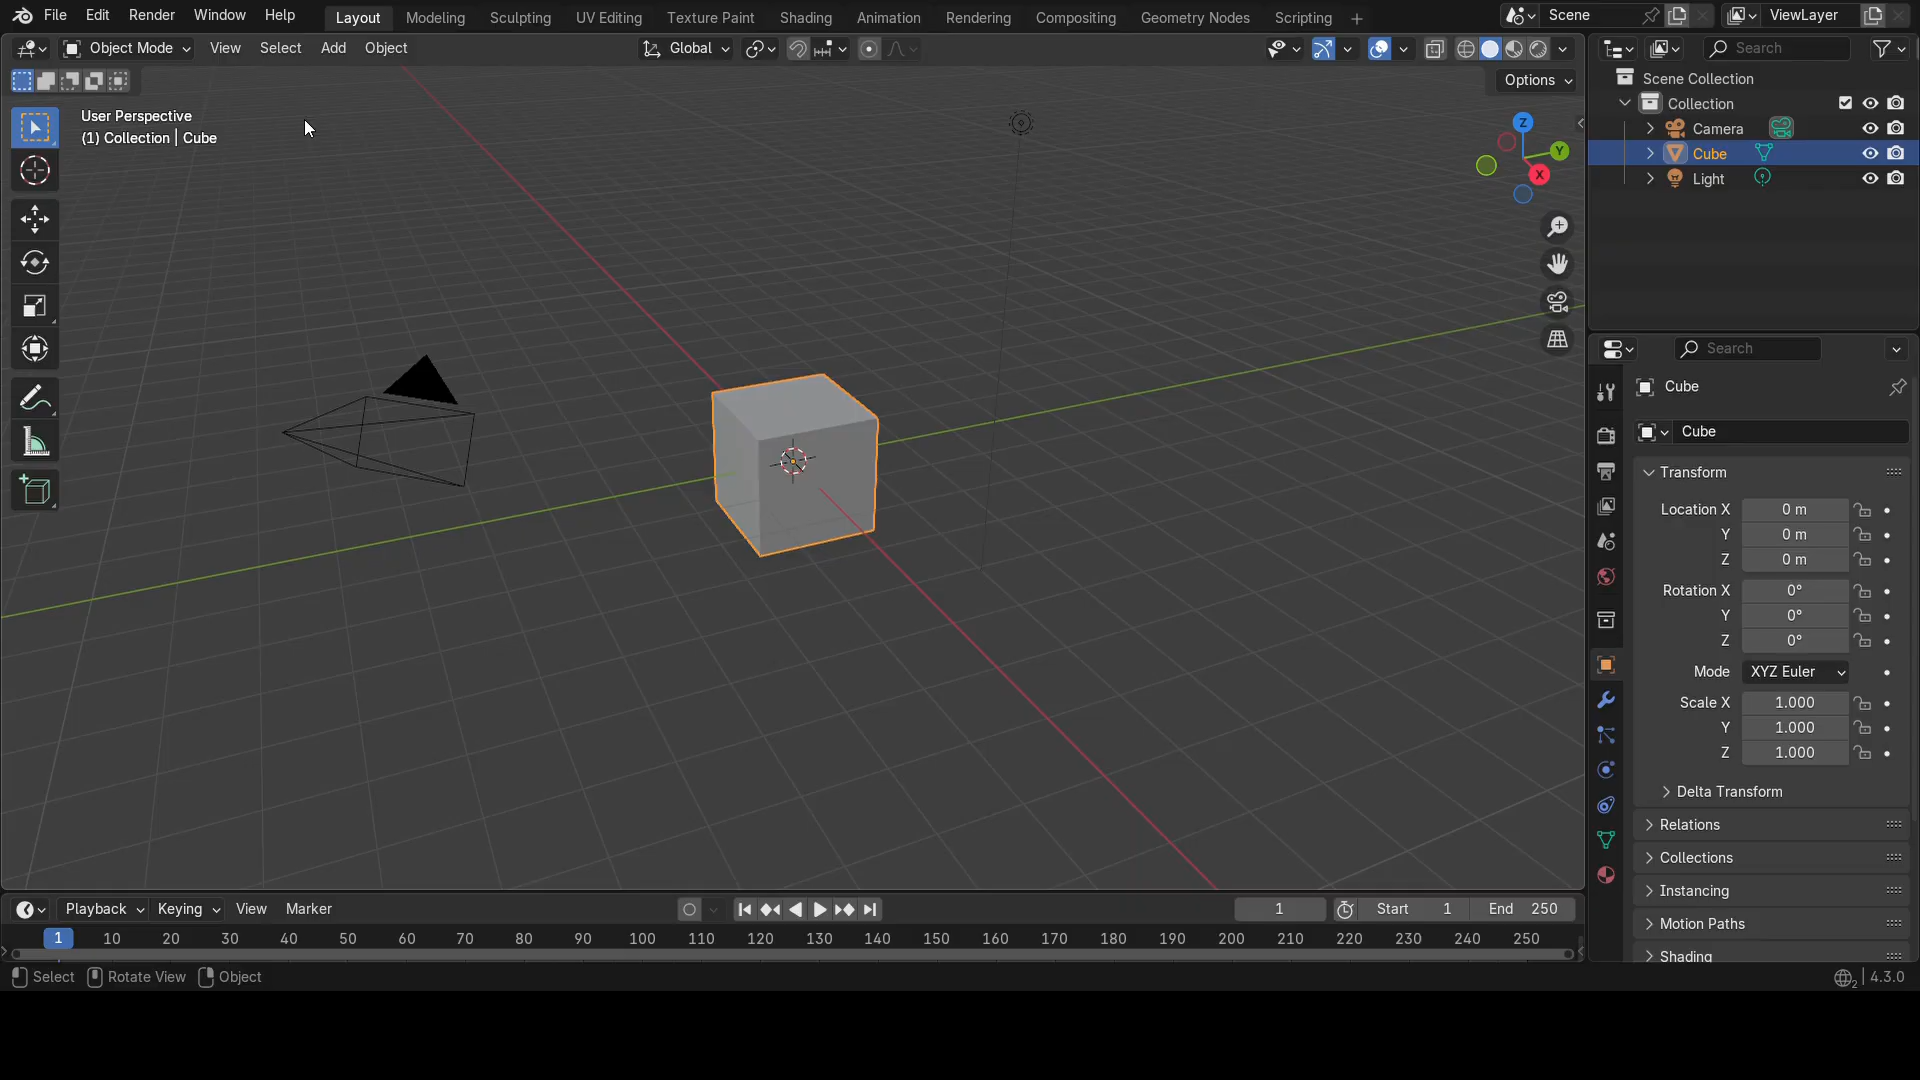 File Edit Render Window Help Layout Modeling Sculpting UV Editing Texture Paint Shading Animation Rendering Compositing Geometry Nodes Scripting + Scene ViewLayer
Object Mode View Select Add Object Global Search
Options
User Perspective
(1) Collection | Cube
Z
Y
X
Scene Collection
Collection
Camera
Cube
Light
Search
Cube
Cube
Transform
Location X 0 m
Y 0 m
Z 0 m
Rotation X 0°
Y 0°
Z 0°
Mode XYZ Euler
Scale X 1.000
Y 1.000
Z 1.000
Delta Transform
Relations
Collections
Instancing
Motion Paths
Shading
Playback Keying View Marker 1 Start 1 End 250
1 10 20 30 40 50 60 70 80 90 100 110 120 130 140 150 160 170 180 190 200 210 220 230 240 250
Select Rotate View Object 2 4.3.0